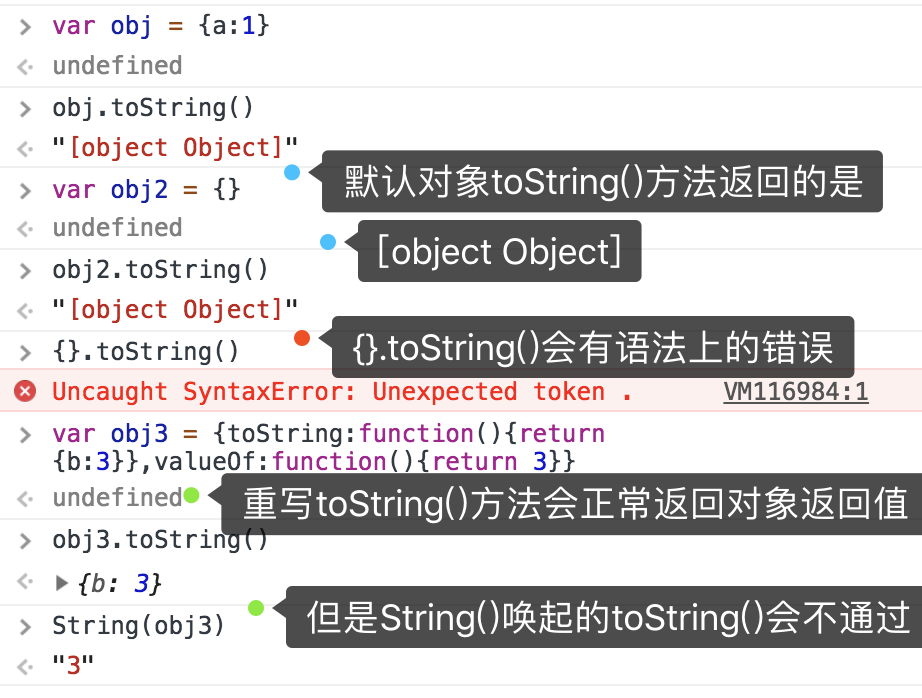 > var obj = {a:1}
<· undefined
> obj.toString()
<· "[object Object]"
默认对象toString()方法返回的是
> var obj2 = {}
<· undefined
[object Object]
> obj2.toString()
<· "[object Object]"
> {}.toString()
{}.toString()会有语法上的错误
Uncaught SyntaxError: Unexpected token . VM116984:1
> var obj3 = {toString:function(){return
{b:3}},valueOf:function(){return 3}}
<· undefined
重写toString()方法会正常返回对象返回值
> obj3.toString()
<· ▶ {b: 3}
但是String()唤起的toString()会不通过
> String(obj3)
<· "3"